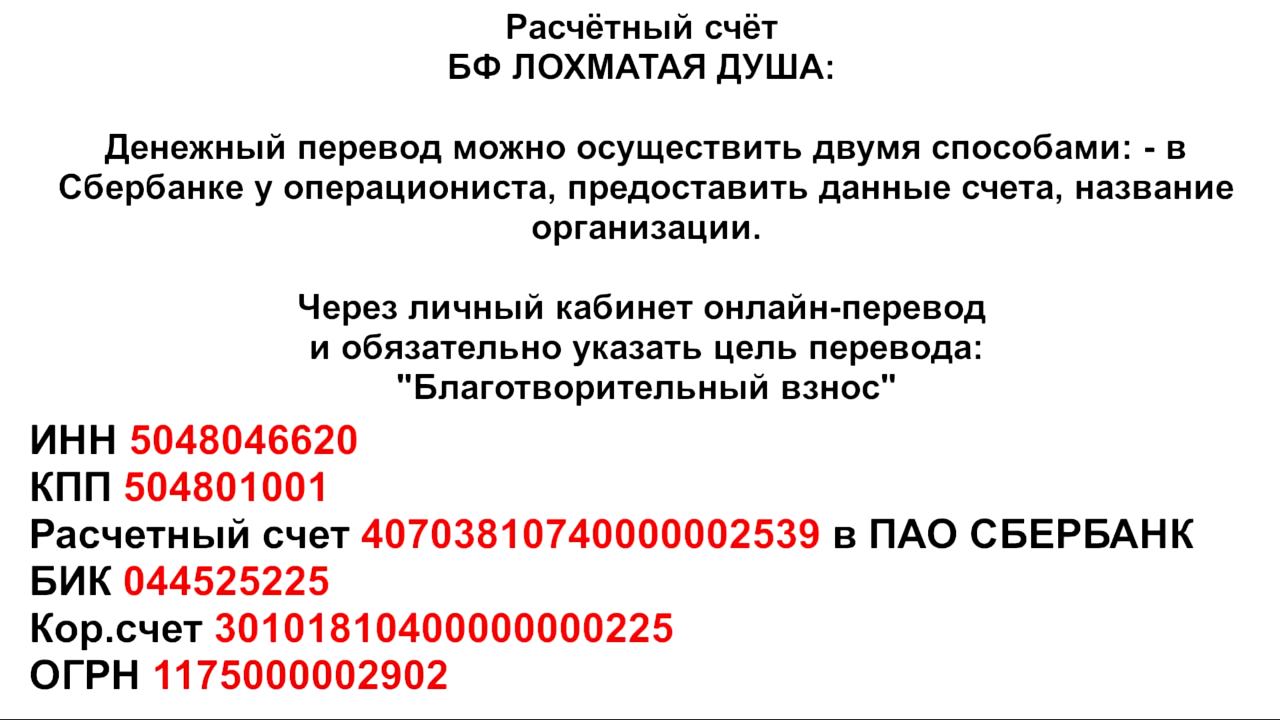 Расчётный счёт
БФ ЛОХМАТАЯ ДУША:
Денежный перевод можно осуществить двумя способами: - в
Сбербанке у операциониста, предоставить данные счета, название
организации.
Через личный кабинет онлайн-перевод
и обязательно указать цель перевода:
"Благотворительный взнос"
ИНН 5048046620
КПП 504801001
Расчетный счет 40703810740000002539 в ПАО СБЕРБАНК
БИК 044525225
Кор.счет 30101810400000000225
ОГРН 1175000002902